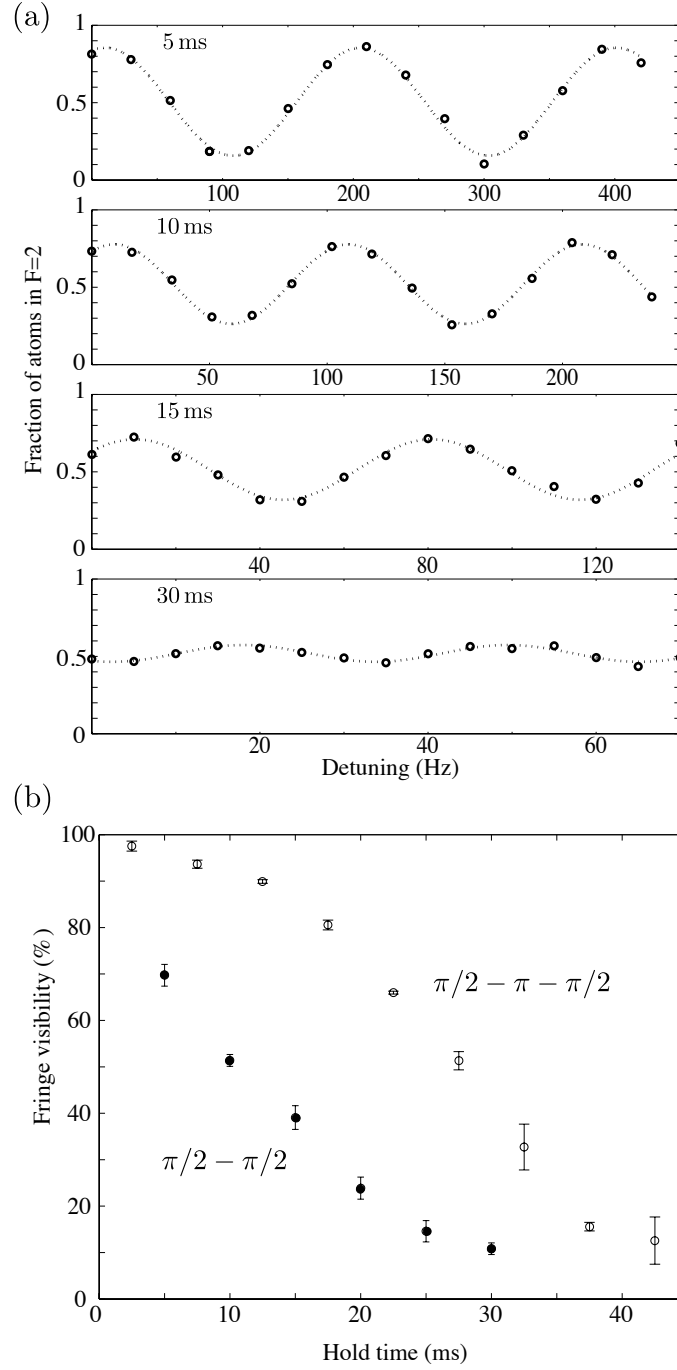 (a)
1
5 ms
0.5
0
100 200 300 400
1
10 ms
0.5
0
50 100 150 200
Fraction of atoms in F=2
1
15 ms
0.5
0
40 80 120
1
30 ms
0.5
0
20 40 60
Detuning (Hz)
(b)
100
80
60
40
20
0
Fringe visibility (%)
π/2 − π − π/2
π/2 − π/2
0 10 20 30 40
Hold time (ms)